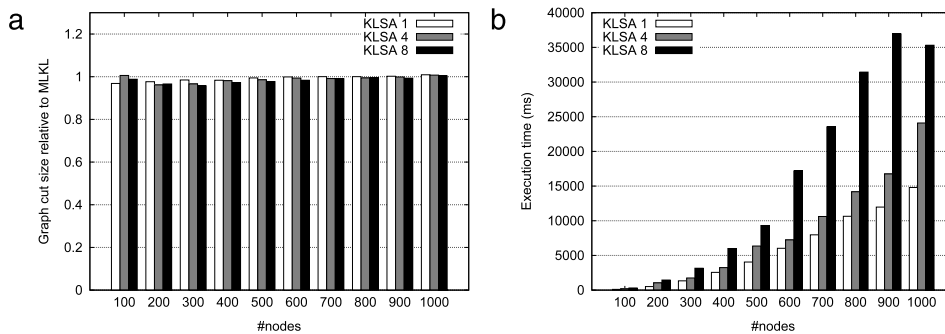 a
Graph cut size relative to MLKL
1.2
1
0.8
0.6
0.4
0.2
0
KLSA 1
KLSA 4
KLSA 8
100 200 300 400 500 600 700 800 900 1000
#nodes
b
Execution time (ms)
40000
35000
30000
25000
20000
15000
10000
5000
0
KLSA 1
KLSA 4
KLSA 8
100 200 300 400 500 600 700 800 900 1000
#nodes